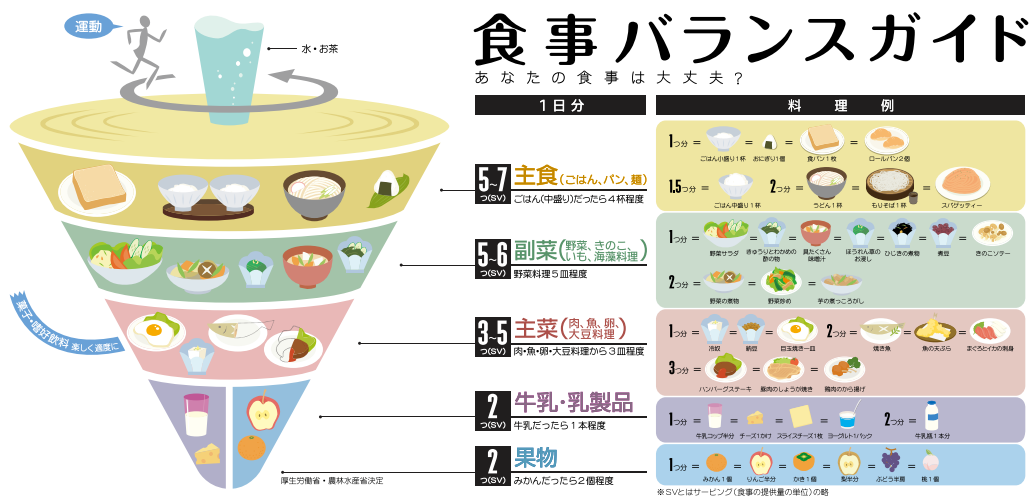 運動
水・お茶
菓子・嗜好飲料 楽しく適度に
厚生労働省・農林水産省決定
食事バランスガイド
あなたの食事は大丈夫？
1日分
料理例
5~7
つ(SV)
主食(ごはん、パン、麺)
ごはん(中盛り)だったら4杯程度
5~6
つ(SV)
副菜(野菜、きのこ、いも、海藻料理)
野菜料理5皿程度
3~5
つ(SV)
主菜(肉、魚、卵、大豆料理)
肉・魚・卵・大豆料理から3皿程度
2
つ(SV)
牛乳・乳製品
牛乳だったら1本程度
2
つ(SV)
果物
みかんだったら2個程度
1つ分 = = =
ごはん小盛り1杯 おにぎり1個 食パン1枚 ロールパン2個
1.5つ分 = 2つ分 = = =
ごはん中盛り1杯 うどん1杯 もりそば1杯 スパゲッティー
1つ分 = = = = = = =
野菜サラダ きゅうりとわかめの酢の物 具たくさん味噌汁 ほうれん草のお浸し ひじきの煮物 煮豆 きのこソテー
2つ分 = = =
野菜の煮物 野菜炒め 芋の煮っころがし
1つ分 = = = 2つ分 = = =
冷奴 納豆 目玉焼き一皿 焼き魚 魚の天ぷら まぐろとイカの刺身
3つ分 = = =
ハンバーグステーキ 豚肉のしょうが焼き 鶏肉のから揚げ
1つ分 = = = = 2つ分 =
牛乳コップ半分 チーズ1かけ スライスチーズ1枚 ヨーグルト1パック 牛乳瓶1本分
1つ分 = = = = = =
みかん1個 りんご半分 かき1個 梨半分 ぶどう半房 桃1個
※SVとはサービング(食事の提供量の単位)の略